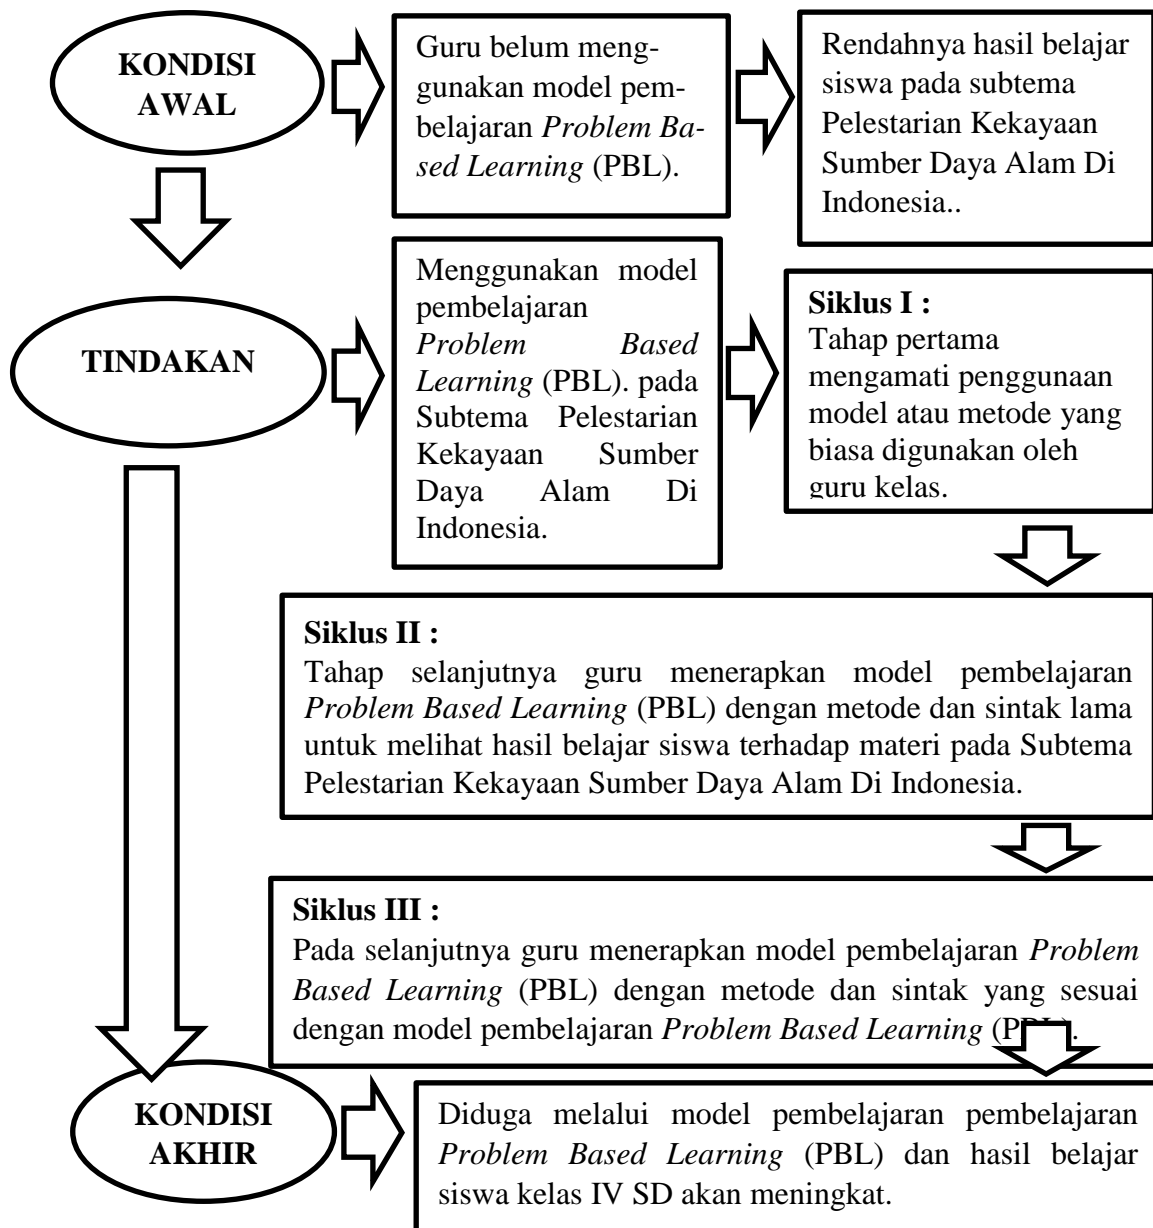 KONDISI
AWAL
Guru belum meng-
gunakan model pem-
belajaran Problem Ba-
sed Learning (PBL).
Rendahnya hasil belajar
siswa pada subtema
Pelestarian Kekayaan
Sumber Daya Alam Di
Indonesia..
TINDAKAN
Menggunakan model
pembelajaran
Problem Based
Learning (PBL). pada
Subtema Pelestarian
Kekayaan Sumber
Daya Alam Di
Indonesia.
Siklus I :
Tahap pertama
mengamati penggunaan
model atau metode yang
biasa digunakan oleh
guru kelas.
Siklus II :
Tahap selanjutnya guru menerapkan model pembelajaran
Problem Based Learning (PBL) dengan metode dan sintak lama
untuk melihat hasil belajar siswa terhadap materi pada Subtema
Pelestarian Kekayaan Sumber Daya Alam Di Indonesia.
Siklus III :
Pada selanjutnya guru menerapkan model pembelajaran Problem
Based Learning (PBL) dengan metode dan sintak yang sesuai
dengan model pembelajaran Problem Based Learning (PBL).
KONDISI
AKHIR
Diduga melalui model pembelajaran pembelajaran
Problem Based Learning (PBL) dan hasil belajar
siswa kelas IV SD akan meningkat.